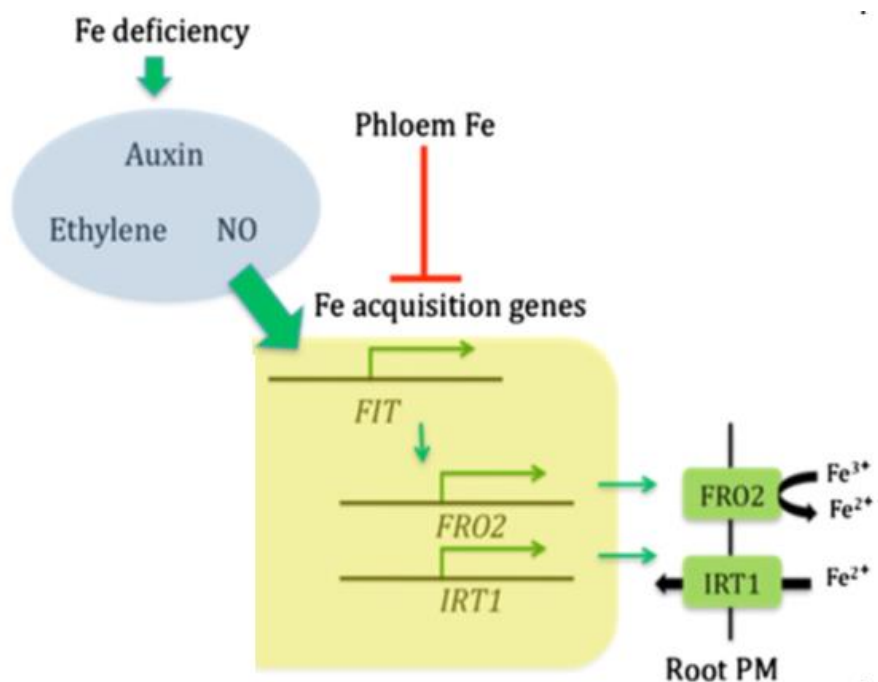 Fe deficiency
Auxin
Ethylene NO
Phloem Fe
Fe acquisition genes
FIT
FRO2
IRT1
FRO2
Fe³⁺
Fe²⁺
IRT1
Fe²⁺
Root PM